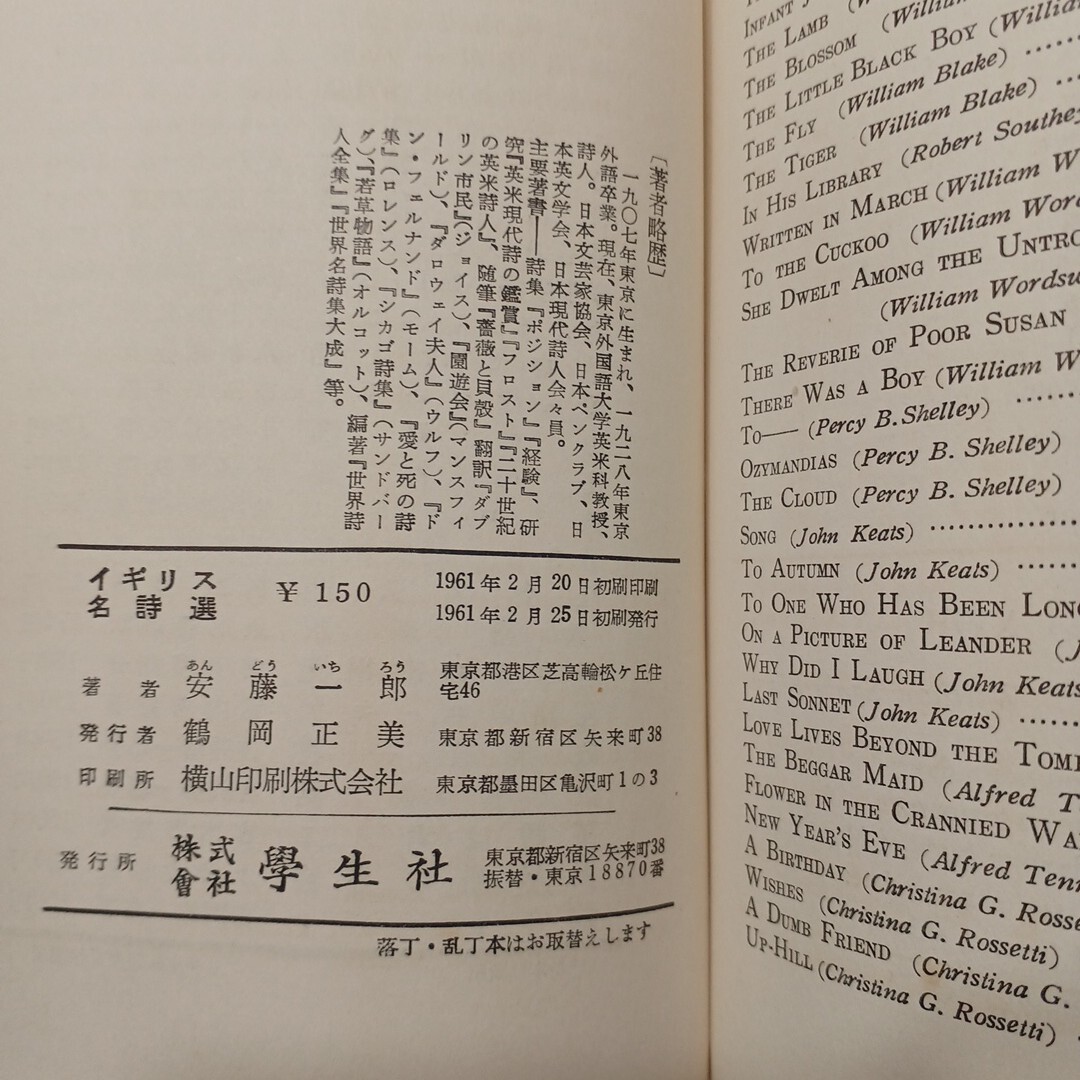 〔著者略歴〕
一九〇七年東京に生まれ、一九二八年東京
外語卒業。現在、東京外国語大学英米科教授、
詩人。日本文芸家協会、日本ペンクラブ、日
本英文学会、日本現代詩人会々員。
主要著書――詩集『ポジション』『経験』、研
究『英米現代詩の鑑賞』『フロスト』『二十世紀
の英米詩人』、随筆『薔薇と貝殻』翻訳『ダブ
リン市民』(ジョイス)、『園遊会』(マンスフィ
ールド)、『ダロウェイ夫人』(ウルフ)、『ド
ン・フェルナンド』(モーム)、『愛と死の詩
集』(ロレンス)、『シカゴ詩集』(サンドバー
グ)、『若草物語』(オルコット)、編著『世界詩
人全集』『世界名詩集大成』等。
イギリス
名詩選
¥150
1961年2月20日初刷印刷
1961年2月25日初刷発行
あん どう いち ろう
著者 安藤一郎 東京都港区芝高輪松ケ丘住
宅46
発行者 鶴岡正美 東京都新宿区矢来町38
印刷所 横山印刷株式会社 東京都墨田区亀沢町1の3
発行所 株式會社 學生社 東京都新宿区矢来町38
振替・東京18870番
落丁・乱丁本はお取替えします
INFANT
THE LAMB
THE BLOSSOM (William
THE LITTLE BLACK BOY (William
THE FLY (William Blake) ......
THE TIGER (William Blake) ...
IN HIS LIBRARY (Robert Southey
WRITTEN IN MARCH (William W
TO THE CUCKOO (William Word
SHE DWELT AMONG THE UNTRO
(William Wordsw
THE REVERIE OF POOR SUSAN
THERE WAS A BOY (William W
TO—— (Percy B. Shelley) ......
OZYMANDIAS (Percy B. Shelley)
THE CLOUD (Percy B. Shelley)
SONG (John Keats) ............
TO AUTUMN (John Keats) ......
TO ONE WHO HAS BEEN LONG
ON A PICTURE OF LEANDER (J
WHY DID I LAUGH (John Keats
LAST SONNET (John Keats) ......
LOVE LIVES BEYOND THE TOMB
THE BEGGAR MAID (Alfred T
FLOWER IN THE CRANNIED WA
NEW YEAR'S EVE (Alfred Tenn
A BIRTHDAY (Christina G. Rosse
WISHES (Christina G. Rossetti)
A DUMB FRIEND (Christina G.
UP-HILL (Christina G. Rossetti) ..